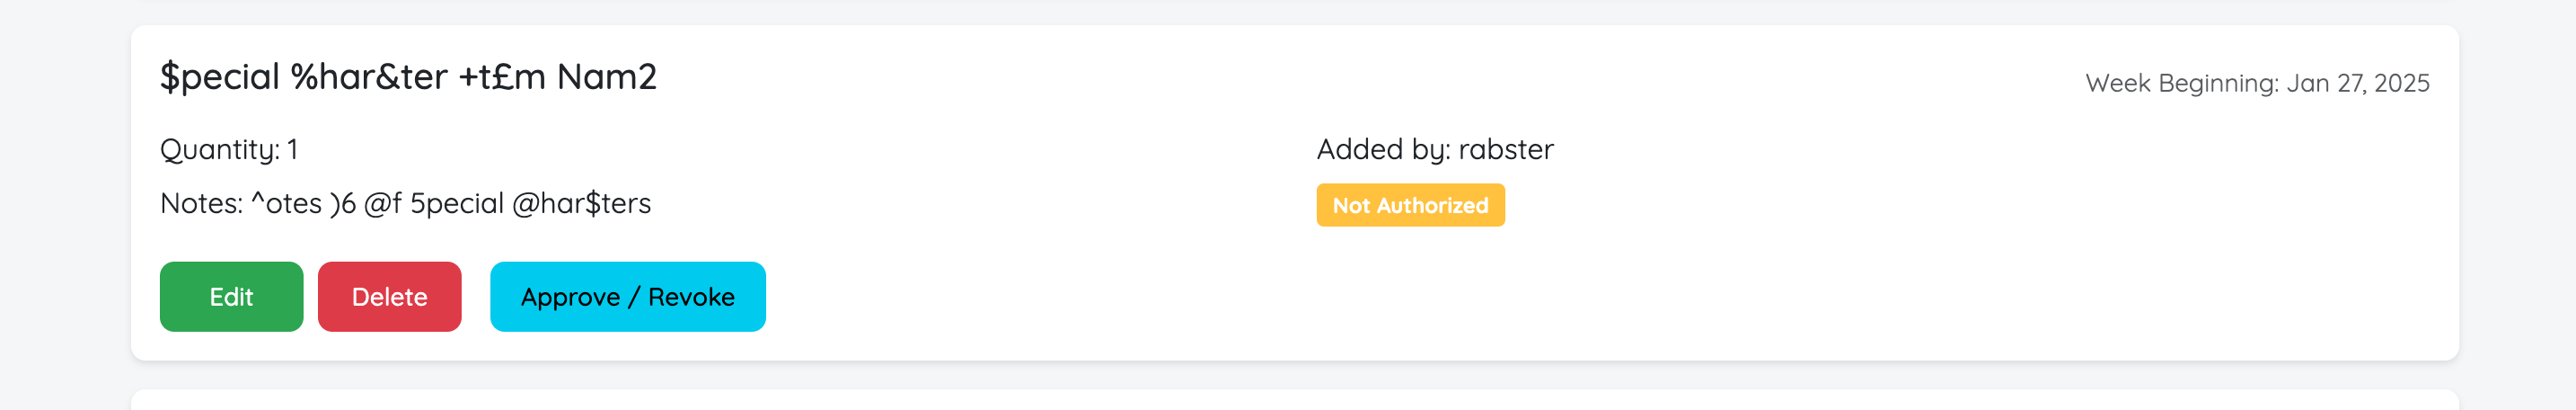 $pecial %har&ter +t£m Nam2
Week Beginning: Jan 27, 2025
Quantity: 1
Added by: rabster
Notes: ^otes )6 @f 5pecial @har$ters
Not Authorized
Edit
Delete
Approve / Revoke